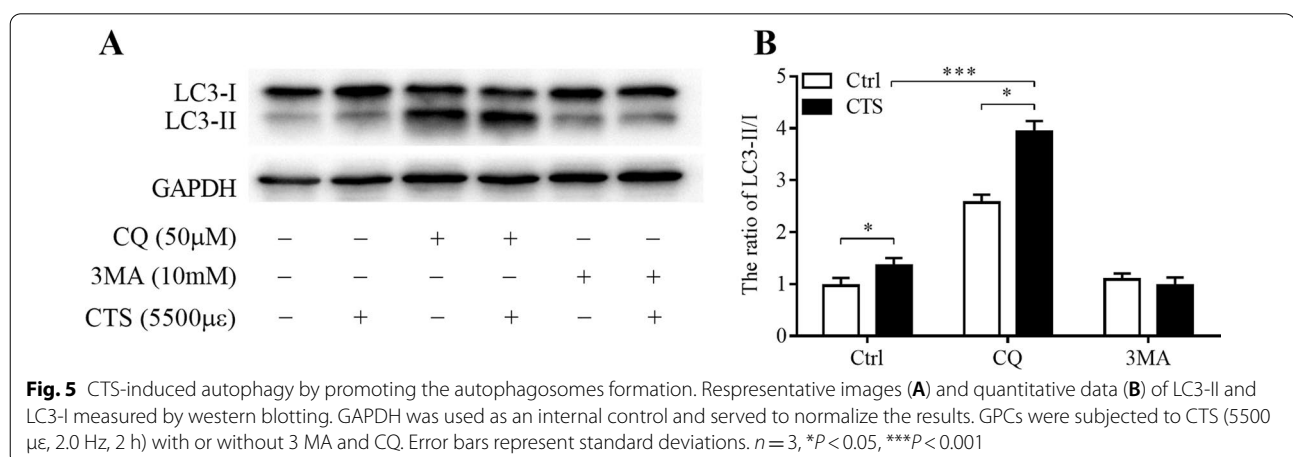 A
LC3-I
LC3-II
GAPDH
CQ (50μM) – – + + – –
3MA (10mM) – – – – + +
CTS (5500με) – + – + – +
B
The ratio of LC3-II/I
5
4
3
2
1
0
Ctrl
CTS
***
*
*
Ctrl CQ 3MA
Fig. 5 CTS-induced autophagy by promoting the autophagosomes formation. Respresentative images (A) and quantitative data (B) of LC3-II and
LC3-I measured by western blotting. GAPDH was used as an internal control and served to normalize the results. GPCs were subjected to CTS (5500
με, 2.0 Hz, 2 h) with or without 3 MA and CQ. Error bars represent standard deviations. n = 3, *P < 0.05, ***P < 0.001